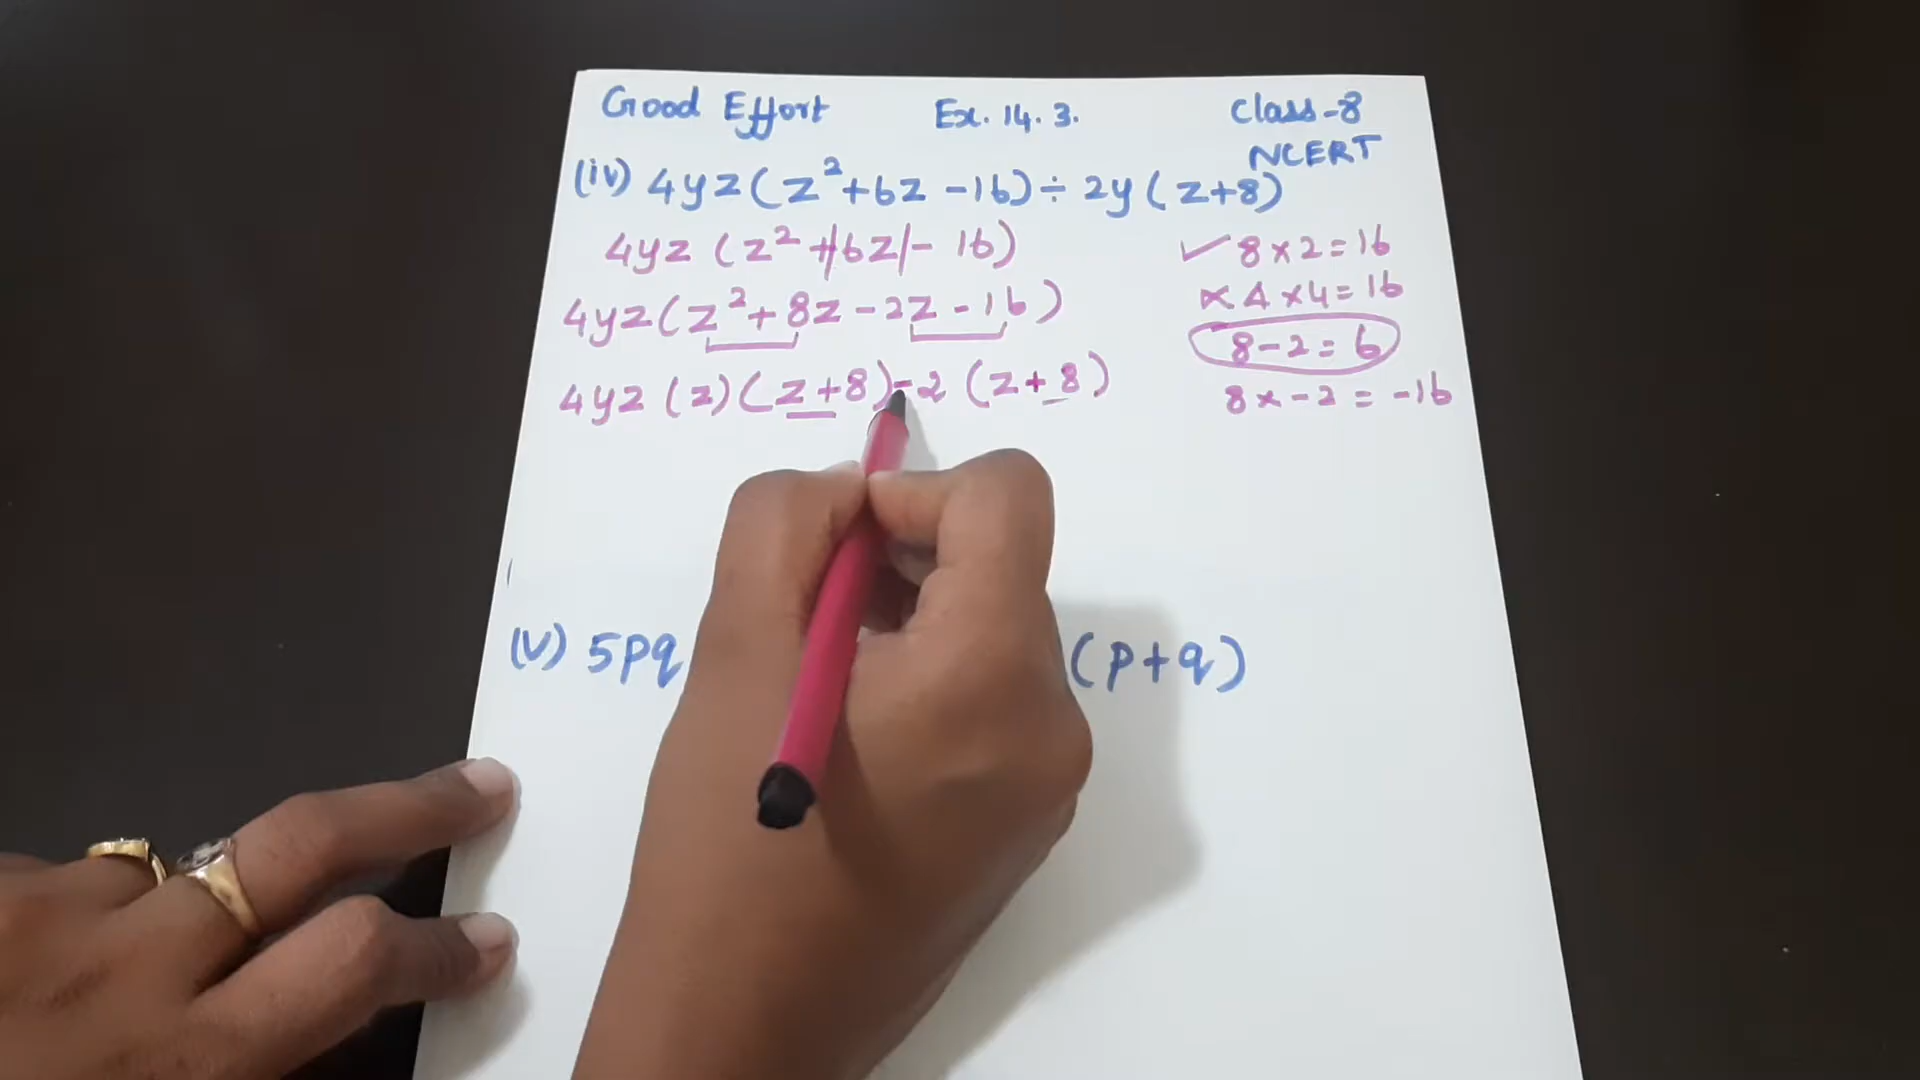 Good Effort Ex. 14.3. Class-8
NCERT
(iv) 4yz(z²+6z-16)÷2y(z+8)
4yz (z²+6z-16)
4yz(z²+8z-2z-16)
4yz (z)(z+8)-2(z+8)
✓8×2=16
×4×4=16
8-2=6
8×-2=-16
(v) 5pq (p+q)